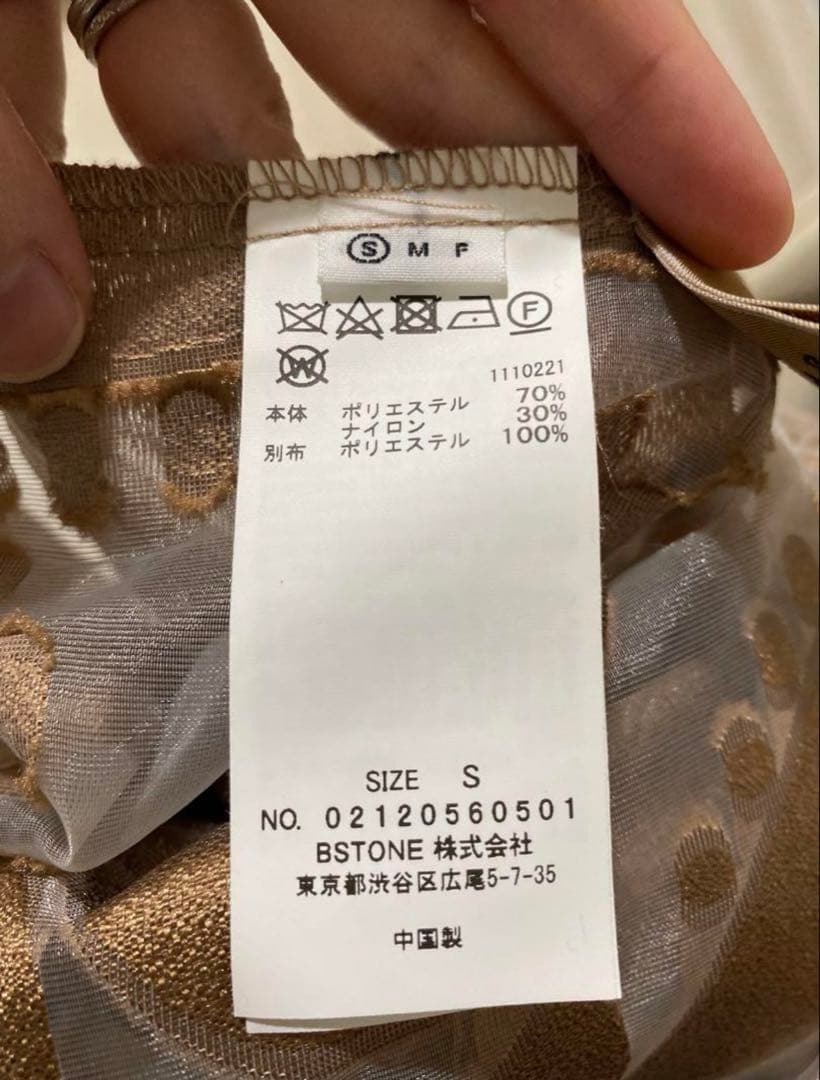 S M F
F
W
1110221
本体 ポリエステル 70%
ナイロン 30%
別布 ポリエステル 100%
SIZE S
NO. 02120560501
BSTONE 株式会社
東京都渋谷区広尾5-7-35
中国製